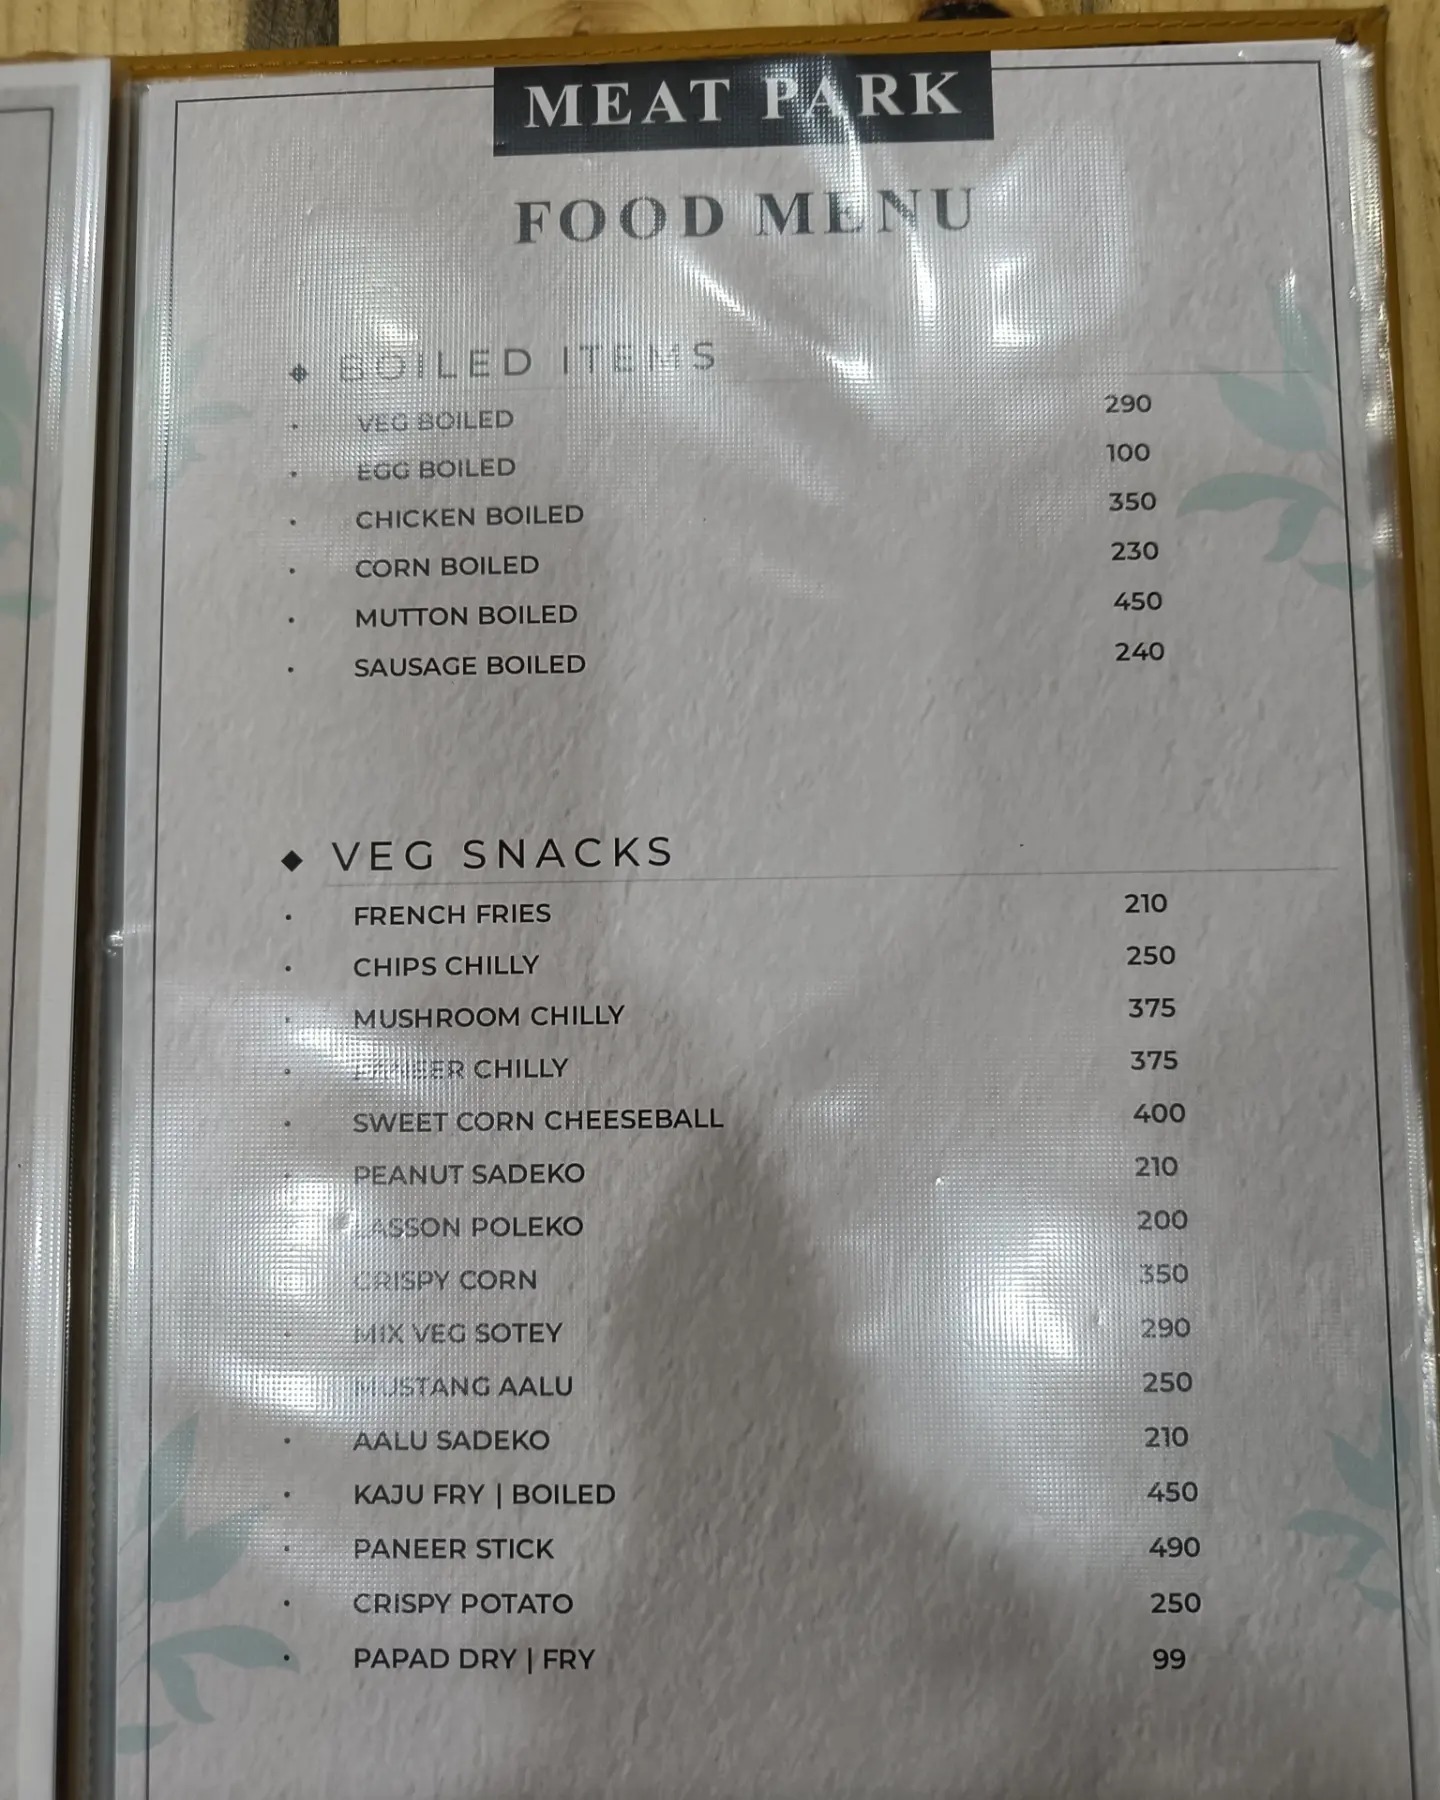 MEAT PARK
FOOD MENU
BOILED ITEMS
VEG BOILED 290
EGG BOILED 100
CHICKEN BOILED 350
CORN BOILED 230
MUTTON BOILED 450
SAUSAGE BOILED 240
VEG SNACKS
FRENCH FRIES 210
CHIPS CHILLY 250
MUSHROOM CHILLY 375
PANEER CHILLY 375
SWEET CORN CHEESEBALL 400
PEANUT SADEKO 210
LASSON POLEKO 200
CRISPY CORN 350
MIX VEG SOTEY 290
MUSTANG AALU 250
AALU SADEKO 210
KAJU FRY | BOILED 450
PANEER STICK 490
CRISPY POTATO 250
PAPAD DRY | FRY 99